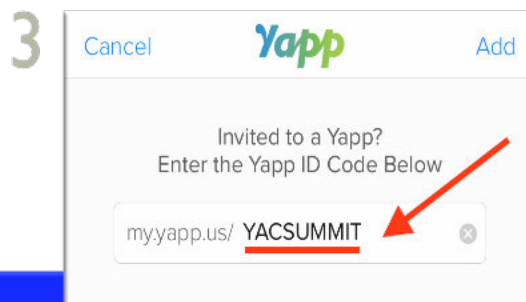 3
Cancel Yapp Add
Invited to a Yapp?
Enter the Yapp ID Code Below
my.yapp.us/ YACSUMMIT